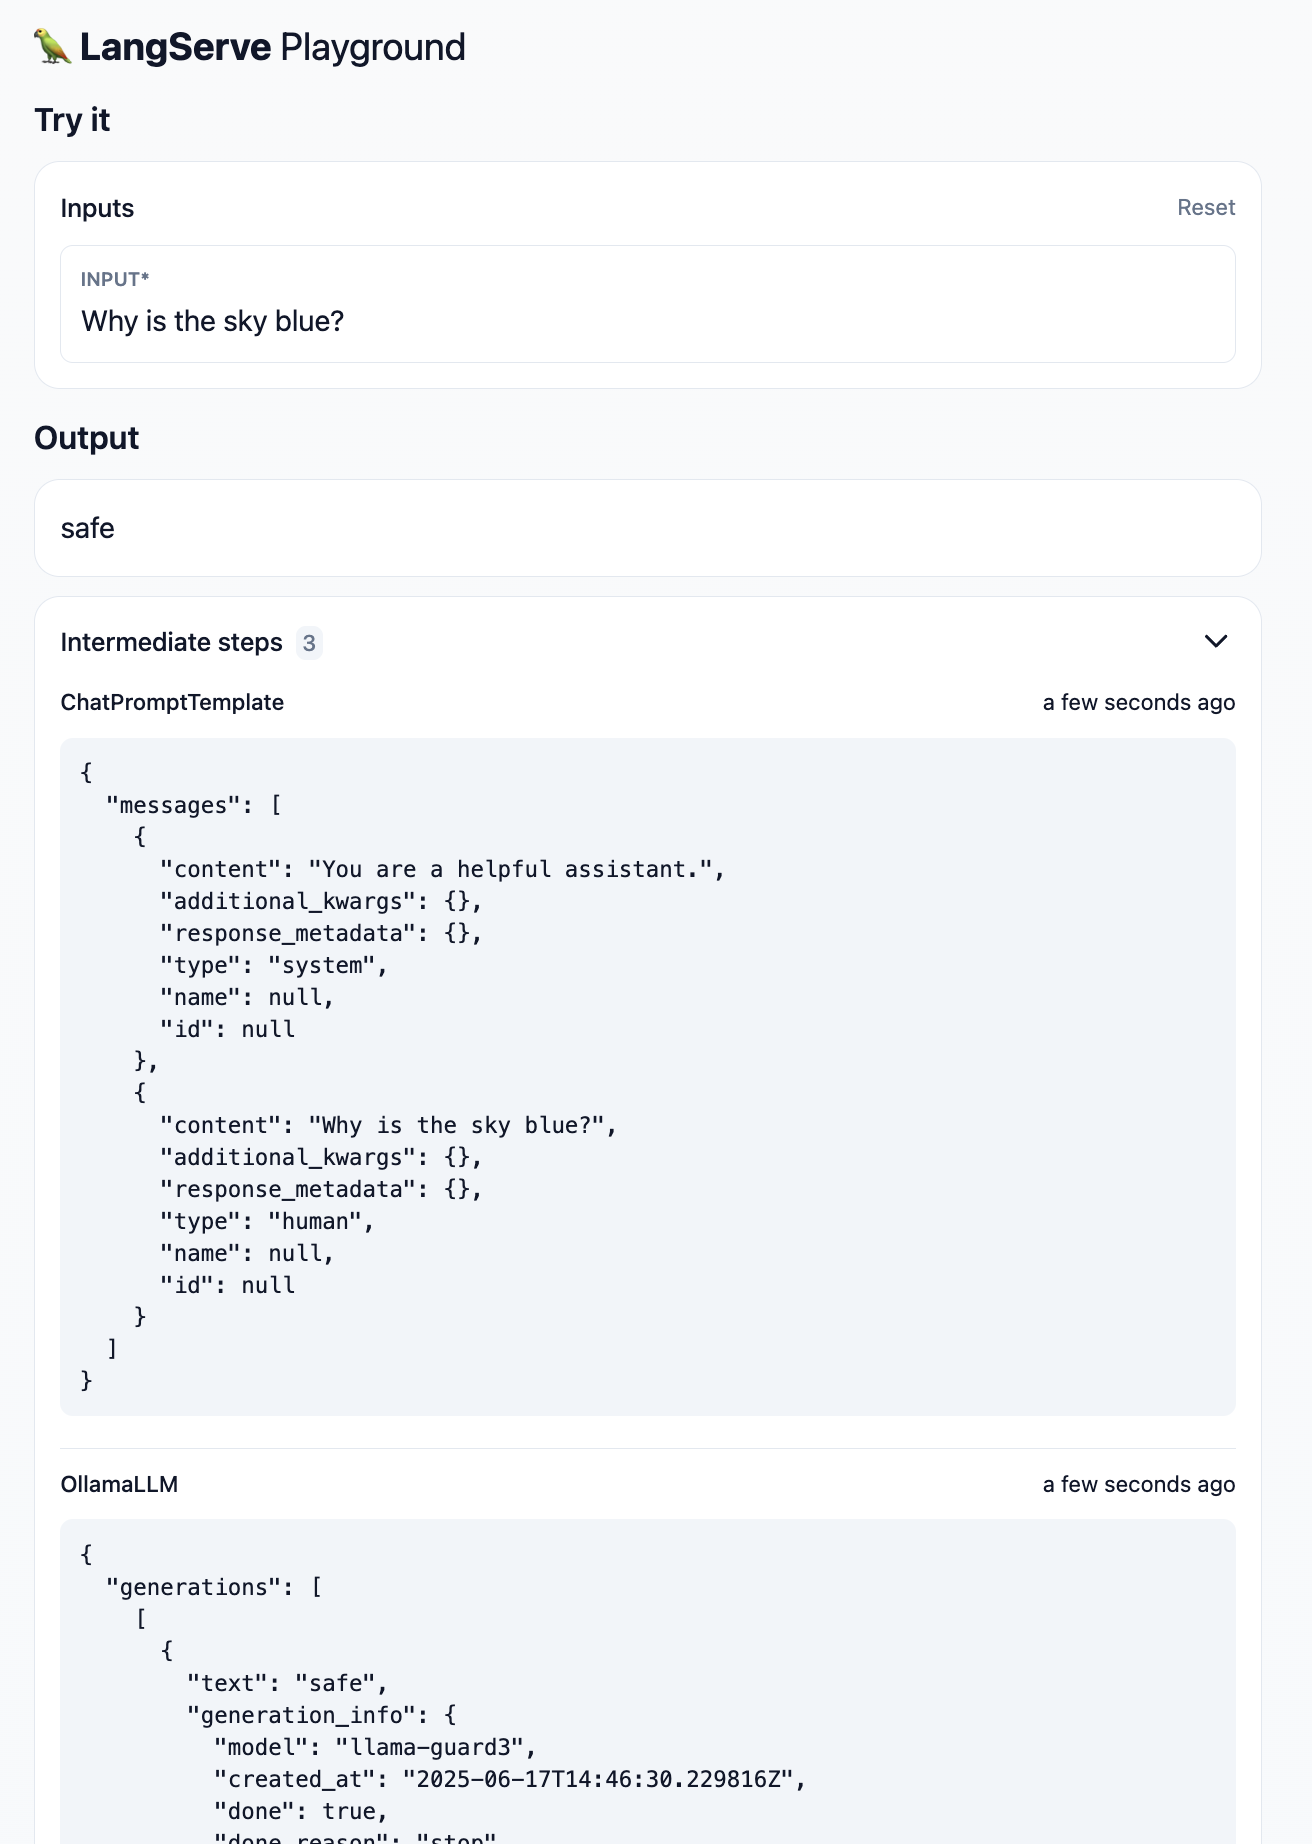 LangServe Playground
Try it
Inputs
Reset
INPUT*
Why is the sky blue?
Output
safe
Intermediate steps 3
ChatPromptTemplate
a few seconds ago
{
  "messages": [
    {
      "content": "You are a helpful assistant.",
      "additional_kwargs": {},
      "response_metadata": {},
      "type": "system",
      "name": null,
      "id": null
    },
    {
      "content": "Why is the sky blue?",
      "additional_kwargs": {},
      "response_metadata": {},
      "type": "human",
      "name": null,
      "id": null
    }
  ]
}
OllamaLLM
a few seconds ago
{
  "generations": [
    [
      {
        "text": "safe",
        "generation_info": {
          "model": "llama-guard3",
          "created_at": "2025-06-17T14:46:30.229816Z",
          "done": true,
          "done_reason": "stop"